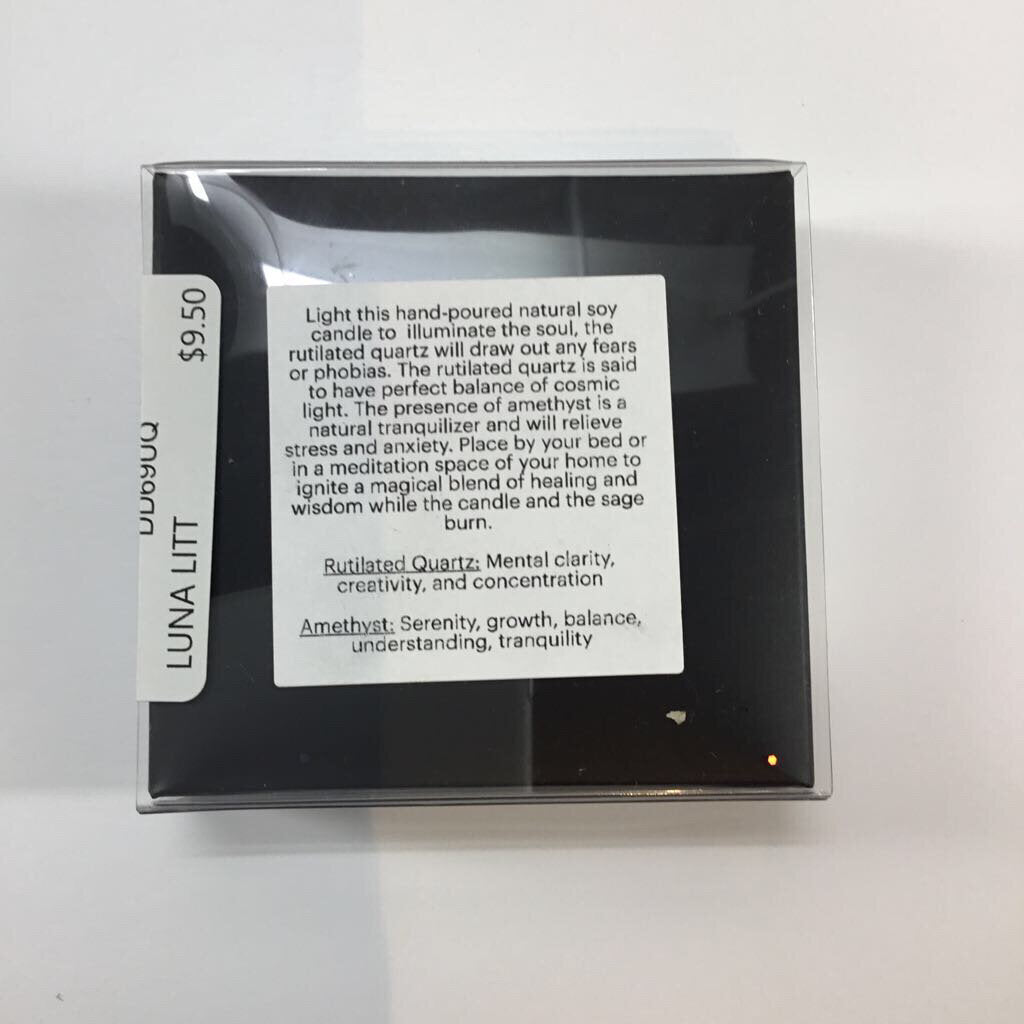 Light this hand-poured natural soy
candle to illuminate the soul, the
rutilated quartz will draw out any fears
or phobias. The rutilated quartz is said
to have perfect balance of cosmic
light. The presence of amethyst is a
natural tranquilizer and will relieve
stress and anxiety. Place by your bed or
in a meditation space of your home to
ignite a magical blend of healing and
wisdom while the candle and the sage
burn.
Rutilated Quartz: Mental clarity,
creativity, and concentration
Amethyst: Serenity, growth, balance,
understanding, tranquility
$9.50
LUNA LITT